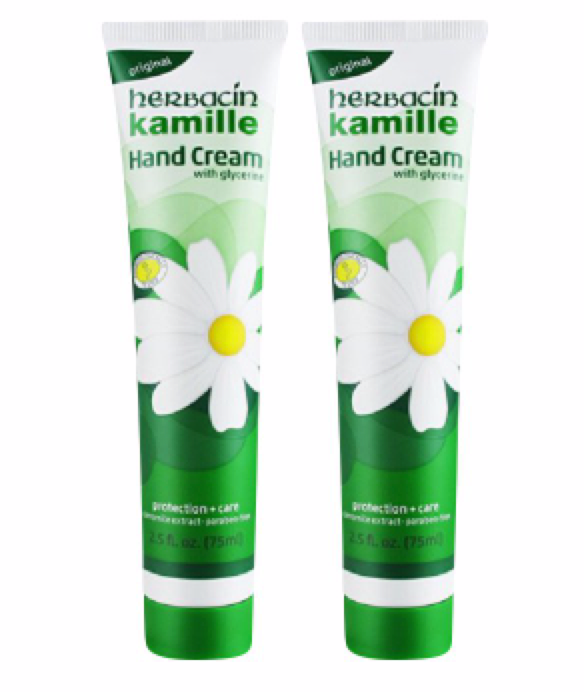 original
herbacin
kamille
Hand Cream
with glycerine
protection + care
camomile extract · paraben free
2.5 fl. oz. (75ml)
original
herbacin
kamille
Hand Cream
with glycerine
protection + care
camomile extract · paraben free
2.5 fl. oz. (75ml)